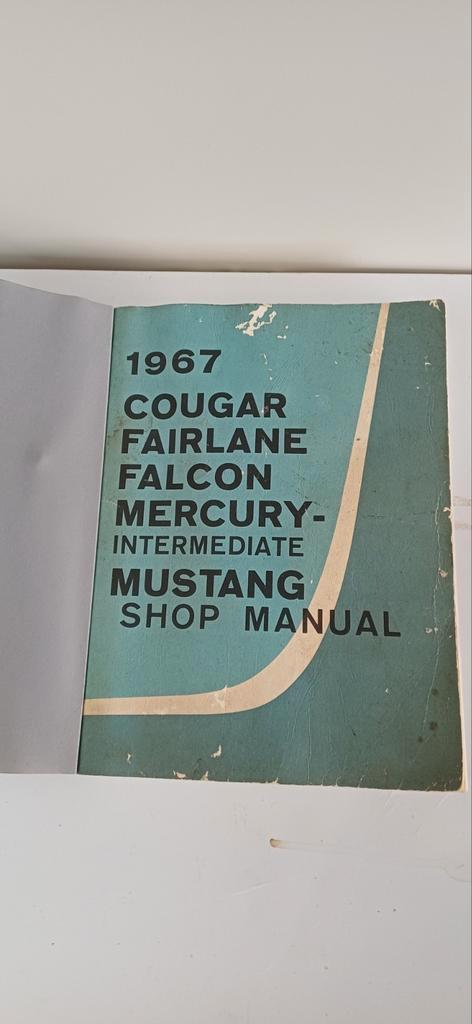 1967
COUGAR
FAIRLANE
FALCON
MERCURY-
INTERMEDIATE
MUSTANG
SHOP MANUAL